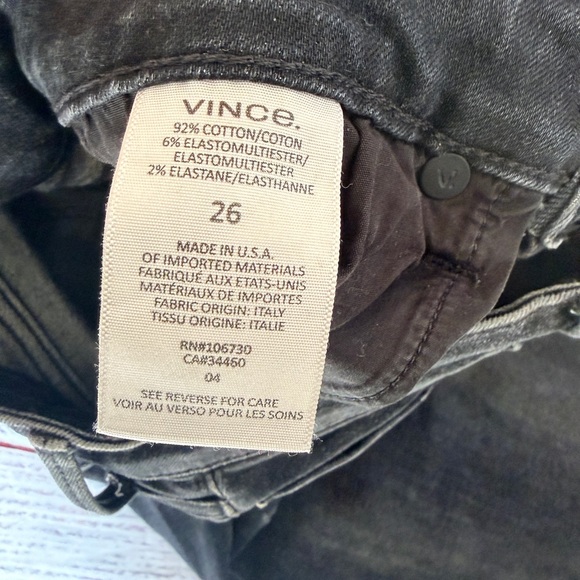 VINCE.
92% COTTON/COTON
6% ELASTOMULTIESTER/
ELASTOMULTIESTER
2% ELASTANE/ELASTHANNE
26
MADE IN U.S.A.
OF IMPORTED MATERIALS
FABRIQUÉ AUX ETATS-UNIS
MATÉRIAUX DE IMPORTES
FABRIC ORIGIN: ITALY
TISSU ORIGINE: ITALIE
RN#106730
CA#34460
04
SEE REVERSE FOR CARE
VOIR AU VERSO POUR LES SOINS
V.